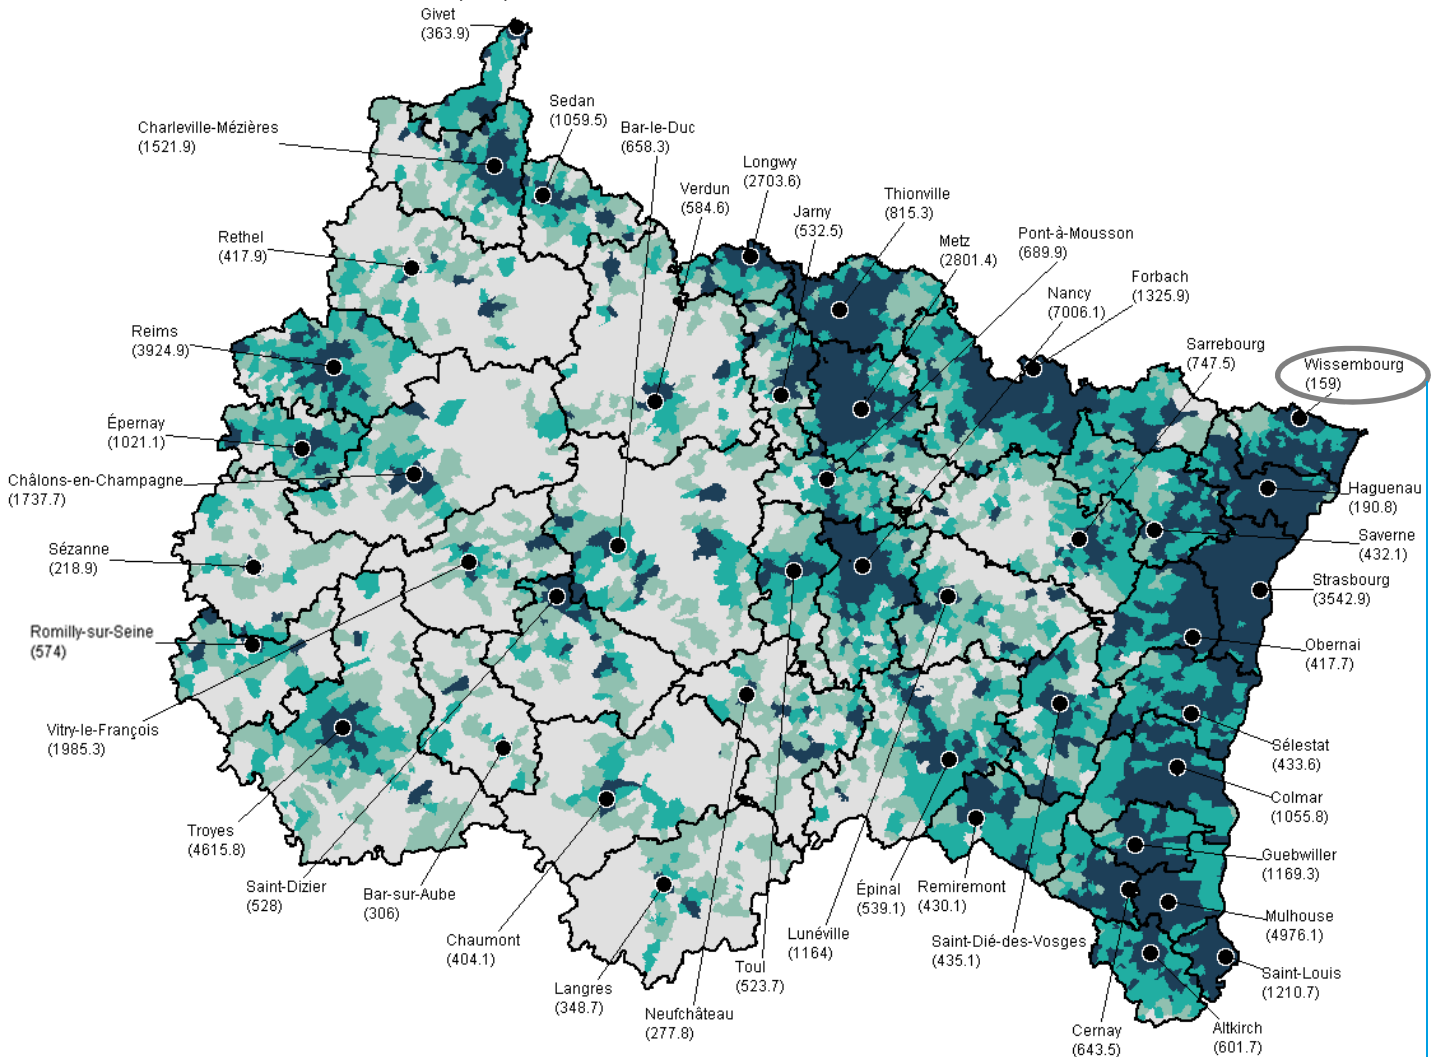 Givet
(363.9)
Sedan
(1059.5)
Charleville-Mézières
(1521.9)
Bar-le-Duc
(658.3)
Longwy
(2703.6)
Verdun
(584.6)
Jarny
(532.5)
Thionville
(815.3)
Metz
(2801.4)
Pont-à-Mousson
(689.9)
Forbach
(1325.9)
Nancy
(7006.1)
Rethel
(417.9)
Reims
(3924.9)
Sarrebourg
(747.5)
Wissembourg
(159)
Épernay
(1021.1)
Châlons-en-Champagne
(1737.7)
Haguenau
(190.8)
Saverne
(432.1)
Sézanne
(218.9)
Strasbourg
(3542.9)
Romilly-sur-Seine
(574)
Obernai
(417.7)
Vitry-le-François
(1985.3)
Sélestat
(433.6)
Colmar
(1055.8)
Troyes
(4615.8)
Guebwiller
(1169.3)
Saint-Dizier
(528)
Bar-sur-Aube
(306)
Épinal
(539.1)
Remiremont
(430.1)
Mulhouse
(4976.1)
Chaumont
(404.1)
Lunéville
(1164)
Saint-Dié-des-Vosges
(435.1)
Toul
(523.7)
Saint-Louis
(1210.7)
Langres
(348.7)
Neufchâteau
(277.8)
Cernay
(643.5)
Altkirch
(601.7)